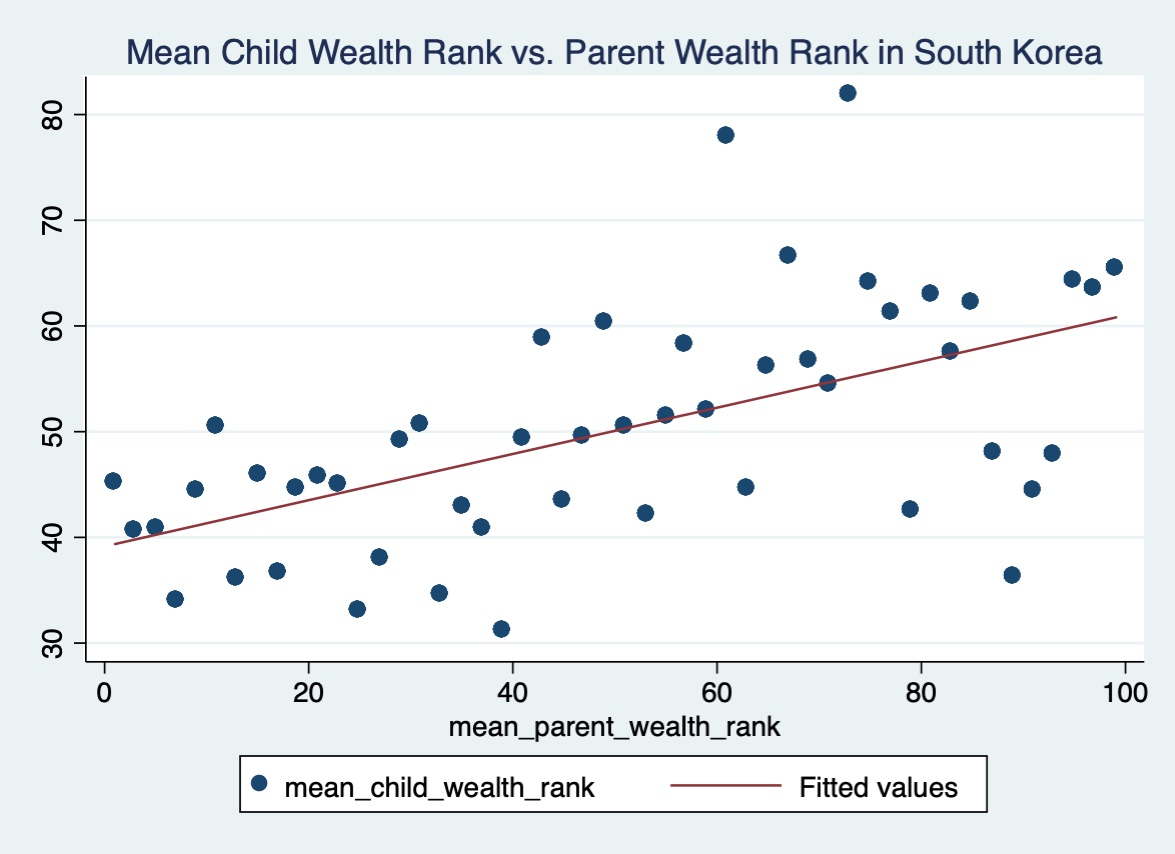 Mean Child Wealth Rank vs. Parent Wealth Rank in South Korea
80
70
60
50
40
30
0 20 40 60 80 100
mean_parent_wealth_rank
mean_child_wealth_rank Fitted values